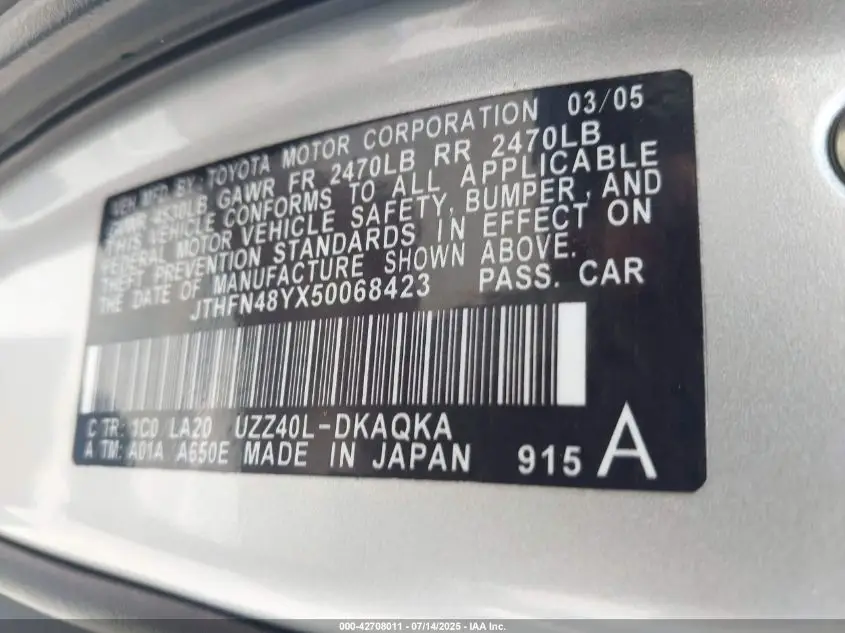 VEH MFD BY: TOYOTA MOTOR CORPORATION 03/05
GVWR 4530LB GAWR FR 2470LB RR 2470LB
THIS VEHICLE CONFORMS TO ALL APPLICABLE
FEDERAL MOTOR VEHICLE SAFETY, BUMPER, AND
THEFT PREVENTION STANDARDS IN EFFECT ON
THE DATE OF MANUFACTURE SHOWN ABOVE.
JTHFN48YX50068423 PASS. CAR
C/TR: 1C0 LA20 UZZ40L-DKAQKA
A/TM: A01A A650E MADE IN JAPAN 915 A
000-42708011 — 07/14/2025 — IAA Inc.